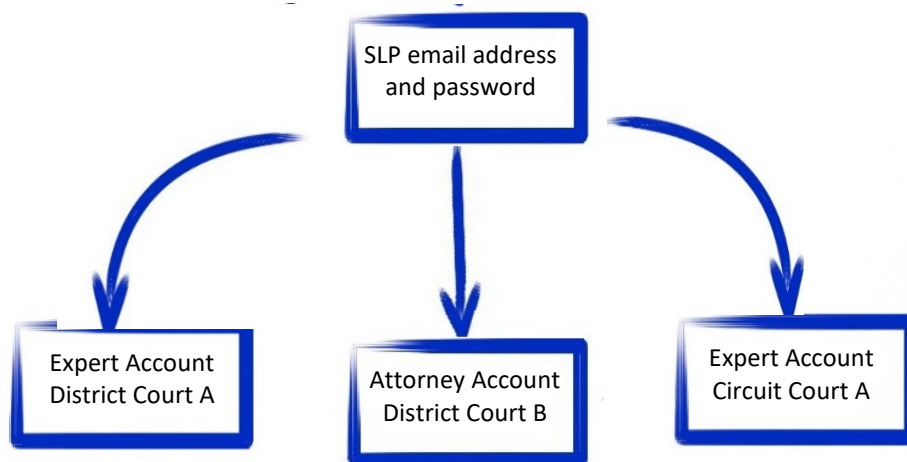 SLP email address
and password
Expert Account
District Court A
Attorney Account
District Court B
Expert Account
Circuit Court A